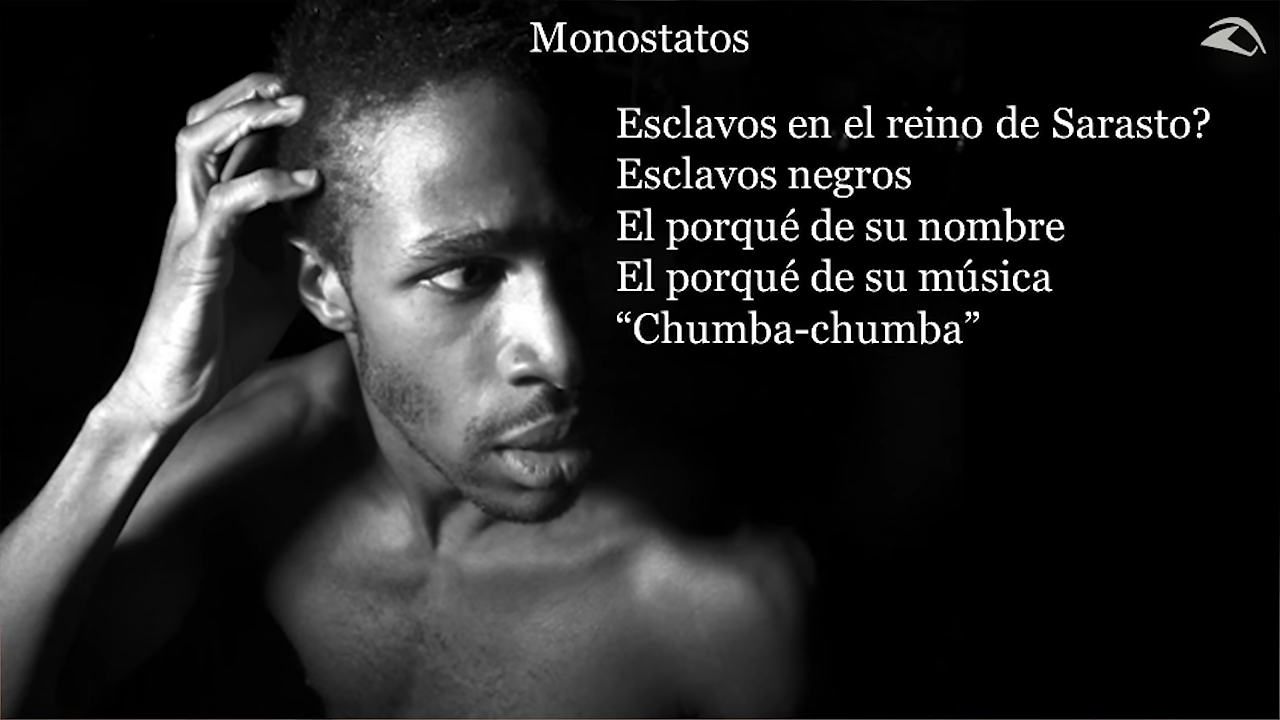 Monostatos
Esclavos en el reino de Sarasto?
Esclavos negros
El porqué de su nombre
El porqué de su música
“Chumba-chumba”